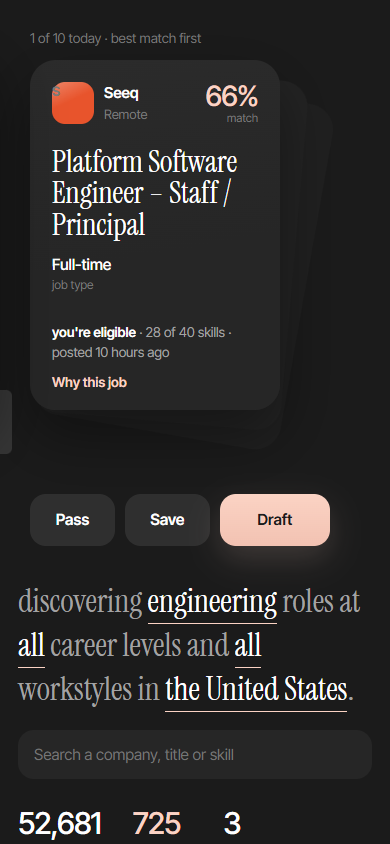 1 of 10 today · best match first
S
Seeq
66%
Remote
match
Platform Software
Engineer – Staff /
Principal
Full-time
job type
you're eligible · 28 of 40 skills ·
posted 10 hours ago
Why this job
Pass
Save
Draft
discovering engineering roles at
all career levels and all
workstyles in the United States.
Search a company, title or skill
52,681
725
3